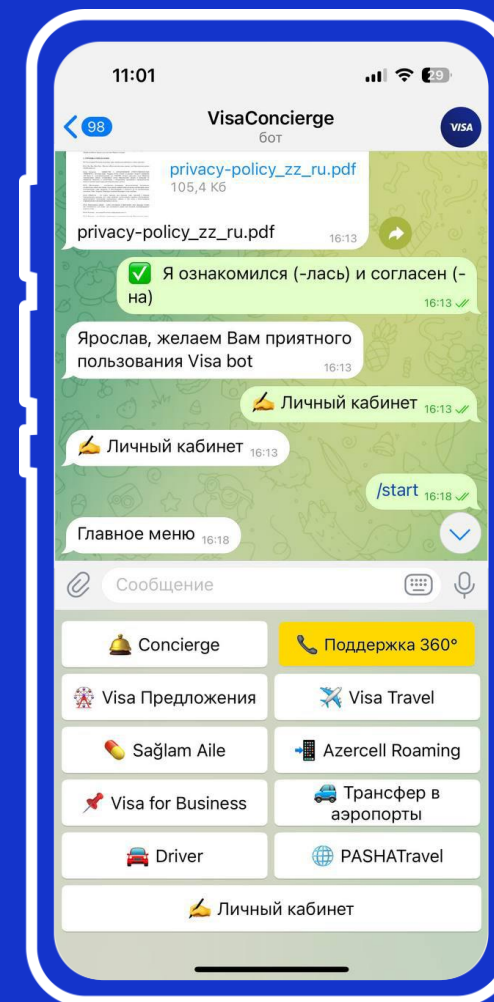 11:01
29
98
VisaConcierge
бот
VISA
privacy-policy_zz_ru.pdf
105,4 Кб
privacy-policy_zz_ru.pdf
16:13
✅ Я ознакомился (-лась) и согласен (-
на)
16:13
Ярослав, желаем Вам приятного
пользования Visa bot
16:13
✍️ Личный кабинет 16:13
✍️ Личный кабинет 16:13
/start 16:18
Главное меню 16:18
Сообщение
🛎️ Concierge
📞 Поддержка 360°
🎡 Visa Предложения
✈️ Visa Travel
💊 Sağlam Aile
📲 Azercell Roaming
📌 Visa for Business
🚙 Трансфер в
аэропорты
🚘 Driver
🌐 PASHATravel
✍️ Личный кабинет